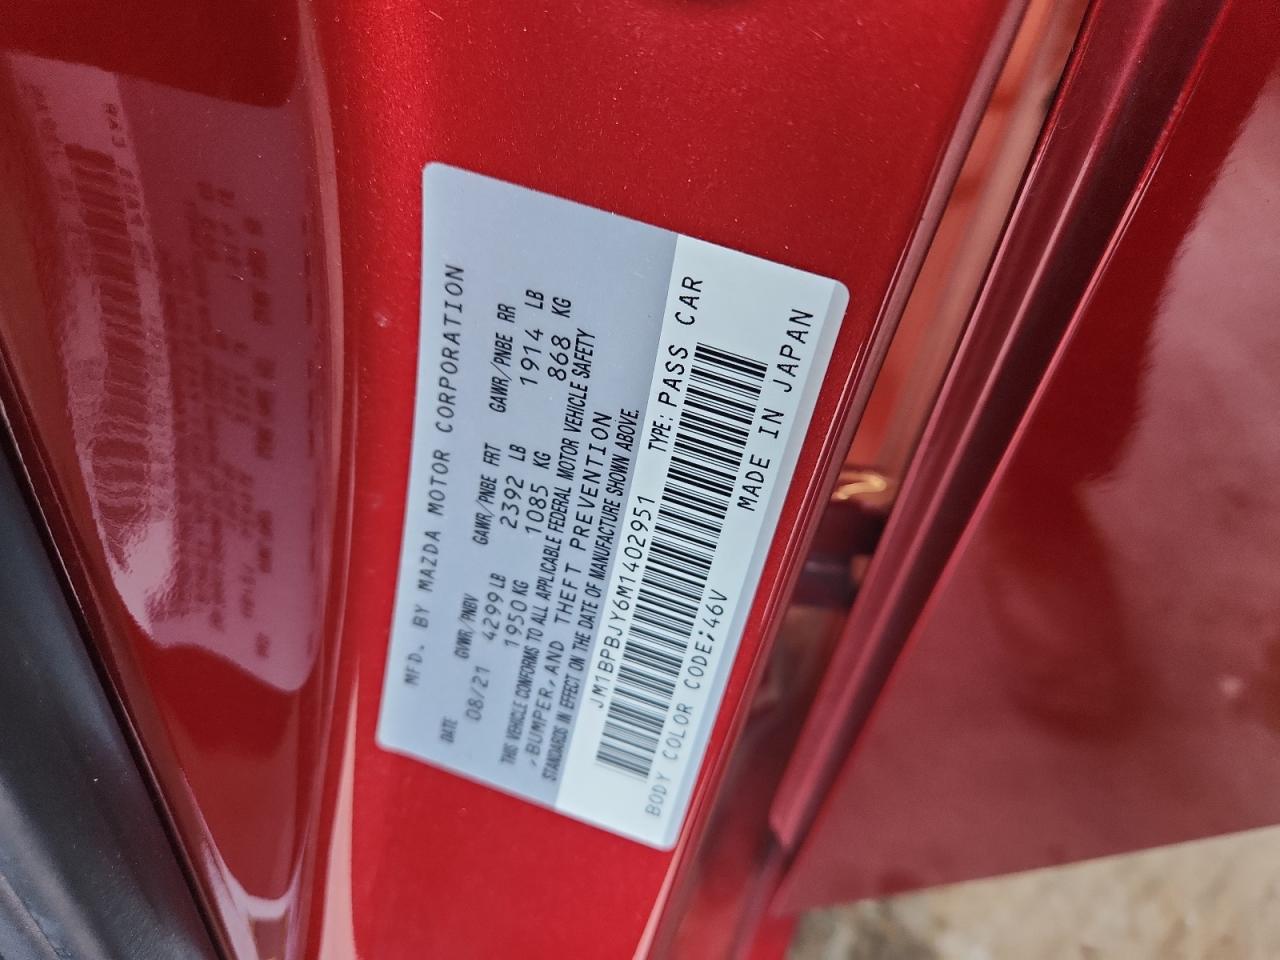 MFD. BY MAZDA MOTOR CORPORATION
DATE GVWR/PNBV GAWR/PNBE FRT GAWR/PNBE RR
08/21 4299 LB 2392 LB 1914 LB
1950 KG 1085 KG 868 KG
THIS VEHICLE CONFORMS TO ALL APPLICABLE FEDERAL MOTOR VEHICLE SAFETY
,BUMPER,AND THEFT PREVENTION
STANDARDS IN EFFECT ON THE DATE OF MANUFACTURE SHOWN ABOVE.
JM1BPBJY6M1402951 TYPE: PASS CAR
BODY COLOR CODE;46V MADE IN JAPAN